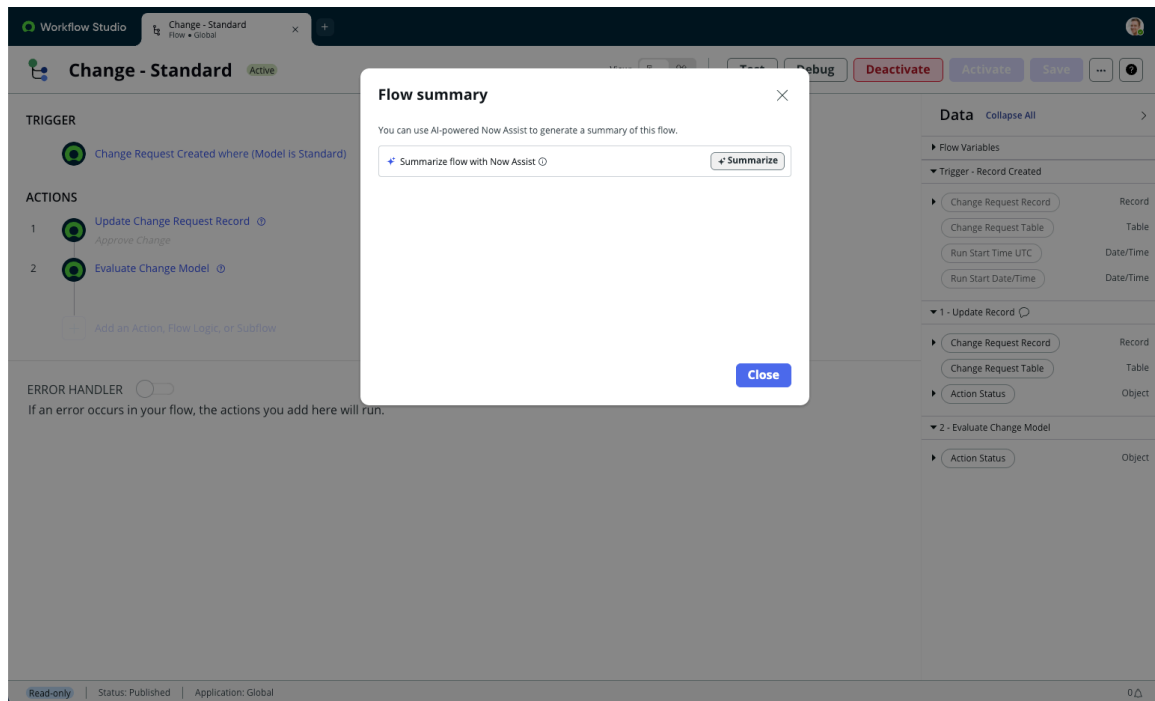 Workflow Studio
Change - Standard
Flow • Global
Change - Standard Active
Test Debug Deactivate Activate Save
TRIGGER
Change Request Created where (Model is Standard)
ACTIONS
1 Update Change Request Record
Approve Change
2 Evaluate Change Model
Add an Action, Flow Logic, or Subflow
ERROR HANDLER
If an error occurs in your flow, the actions you add here will run.
Flow summary
You can use AI-powered Now Assist to generate a summary of this flow.
Summarize flow with Now Assist
Summarize
Close
Data Collapse All
Flow Variables
Trigger - Record Created
Change Request Record Record
Change Request Table Table
Run Start Time UTC Date/Time
Run Start Date/Time Date/Time
1 - Update Record
Change Request Record Record
Change Request Table Table
Action Status Object
2 - Evaluate Change Model
Action Status Object
Read-only Status: Published Application: Global
0